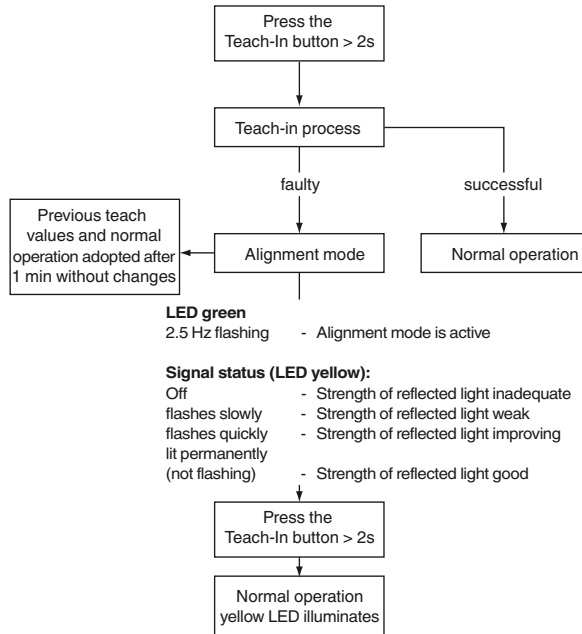 Press the
Teach-In button > 2s
Teach-in process
faulty
successful
Previous teach
values and normal
operation adopted after
1 min without changes
Alignment mode
Normal operation
LED green
2.5 Hz flashing - Alignment mode is active
Signal status (LED yellow):
Off - Strength of reflected light inadequate
flashes slowly - Strength of reflected light weak
flashes quickly - Strength of reflected light improving
lit permanently
(not flashing) - Strength of reflected light good
Press the
Teach-In button > 2s
Normal operation
yellow LED illuminates